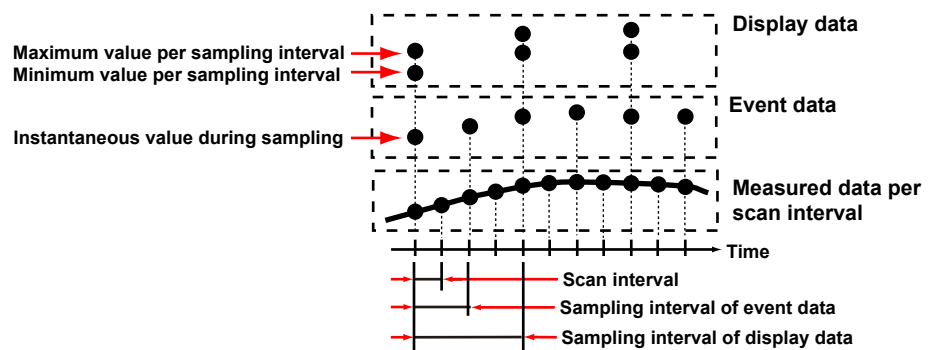 Display data
Maximum value per sampling interval
Minimum value per sampling interval
Event data
Instantaneous value during sampling
Measured data per
scan interval
Time
Scan interval
Sampling interval of event data
Sampling interval of display data